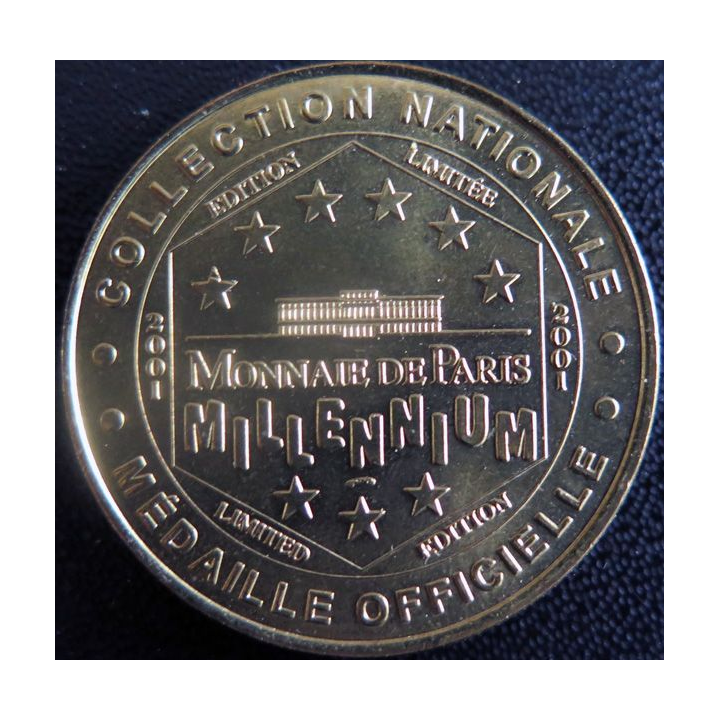 COLLECTION NATIONALE
EDITION LIMITÉE
2001
2001
MONNAIE DE PARIS
MILLENNIUM
LIMITED EDITION
MÉDAILLE OFFICIELLE